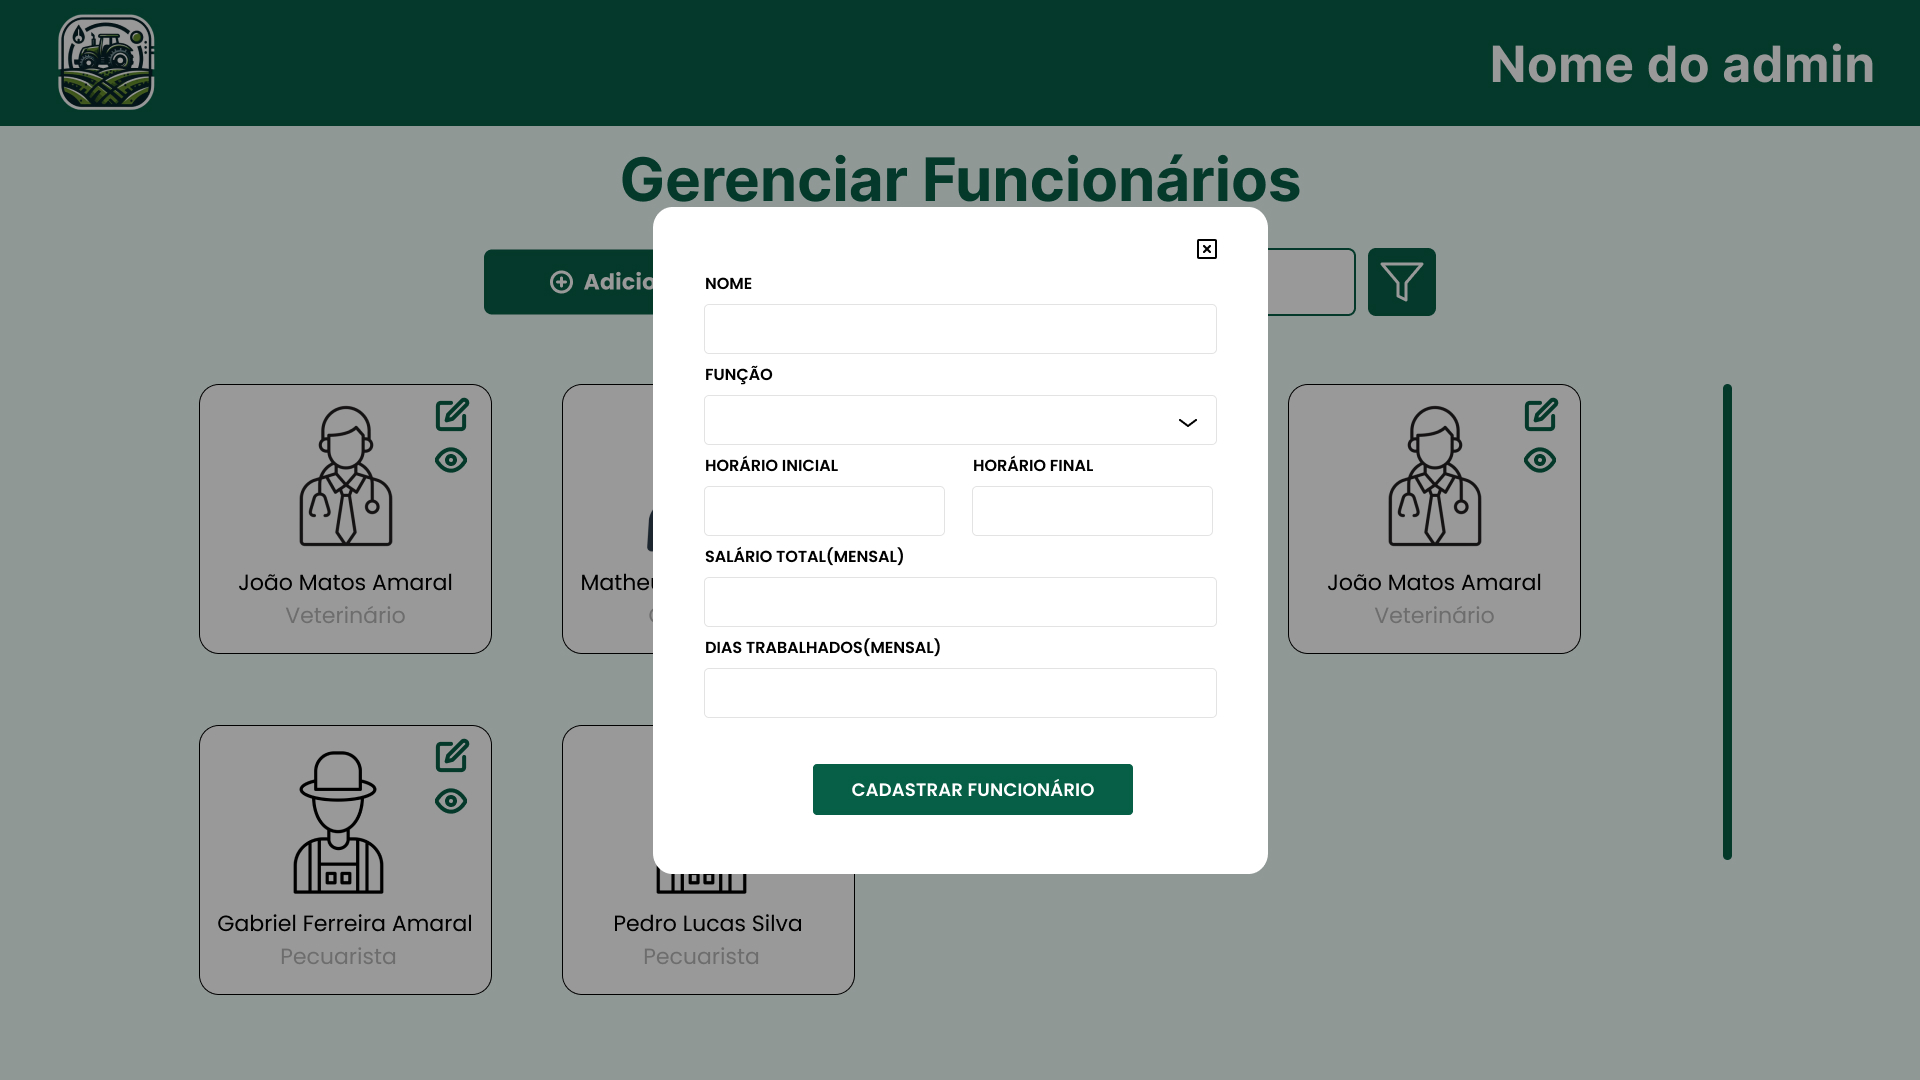 Nome do admin
Gerenciar Funcionários
NOME
FUNÇÃO
HORÁRIO INICIAL
HORÁRIO FINAL
SALÁRIO TOTAL(MENSAL)
DIAS TRABALHADOS(MENSAL)
CADASTRAR FUNCIONÁRIO
Adicio
João Matos Amaral
Veterinário
Matheu
João Matos Amaral
Veterinário
Gabriel Ferreira Amaral
Pecuarista
Pedro Lucas Silva
Pecuarista